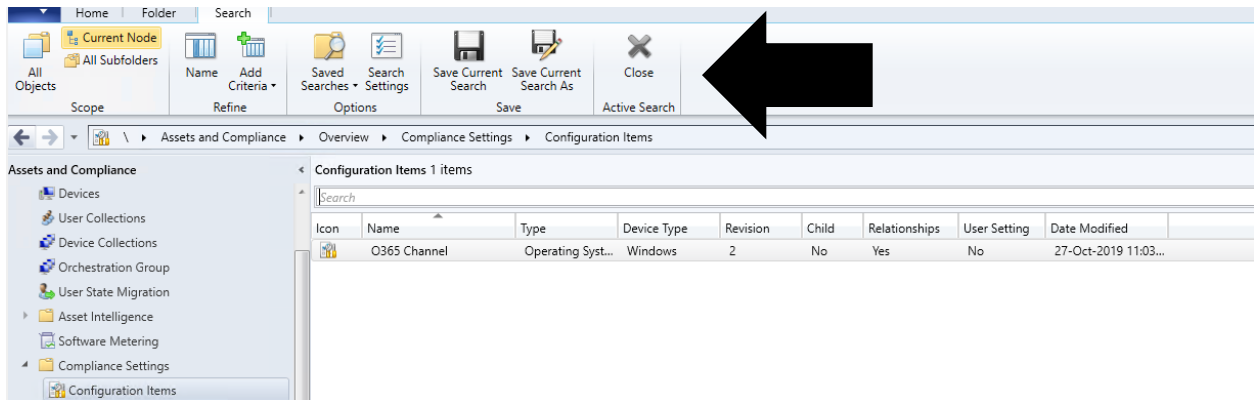 Home Folder Search
Current Node
All Subfolders
All Objects
Scope
Name
Add Criteria
Refine
Saved Searches
Search Settings
Options
Save Current Search
Save Current Search As
Save
Close
Active Search
\ Assets and Compliance Overview Compliance Settings Configuration Items
Assets and Compliance
Devices
User Collections
Device Collections
Orchestration Group
User State Migration
Asset Intelligence
Software Metering
Compliance Settings
Configuration Items
Configuration Items 1 items
Search
Icon Name Type Device Type Revision Child Relationships User Setting Date Modified
O365 Channel Operating Syst... Windows 2 No Yes No 27-Oct-2019 11:03...